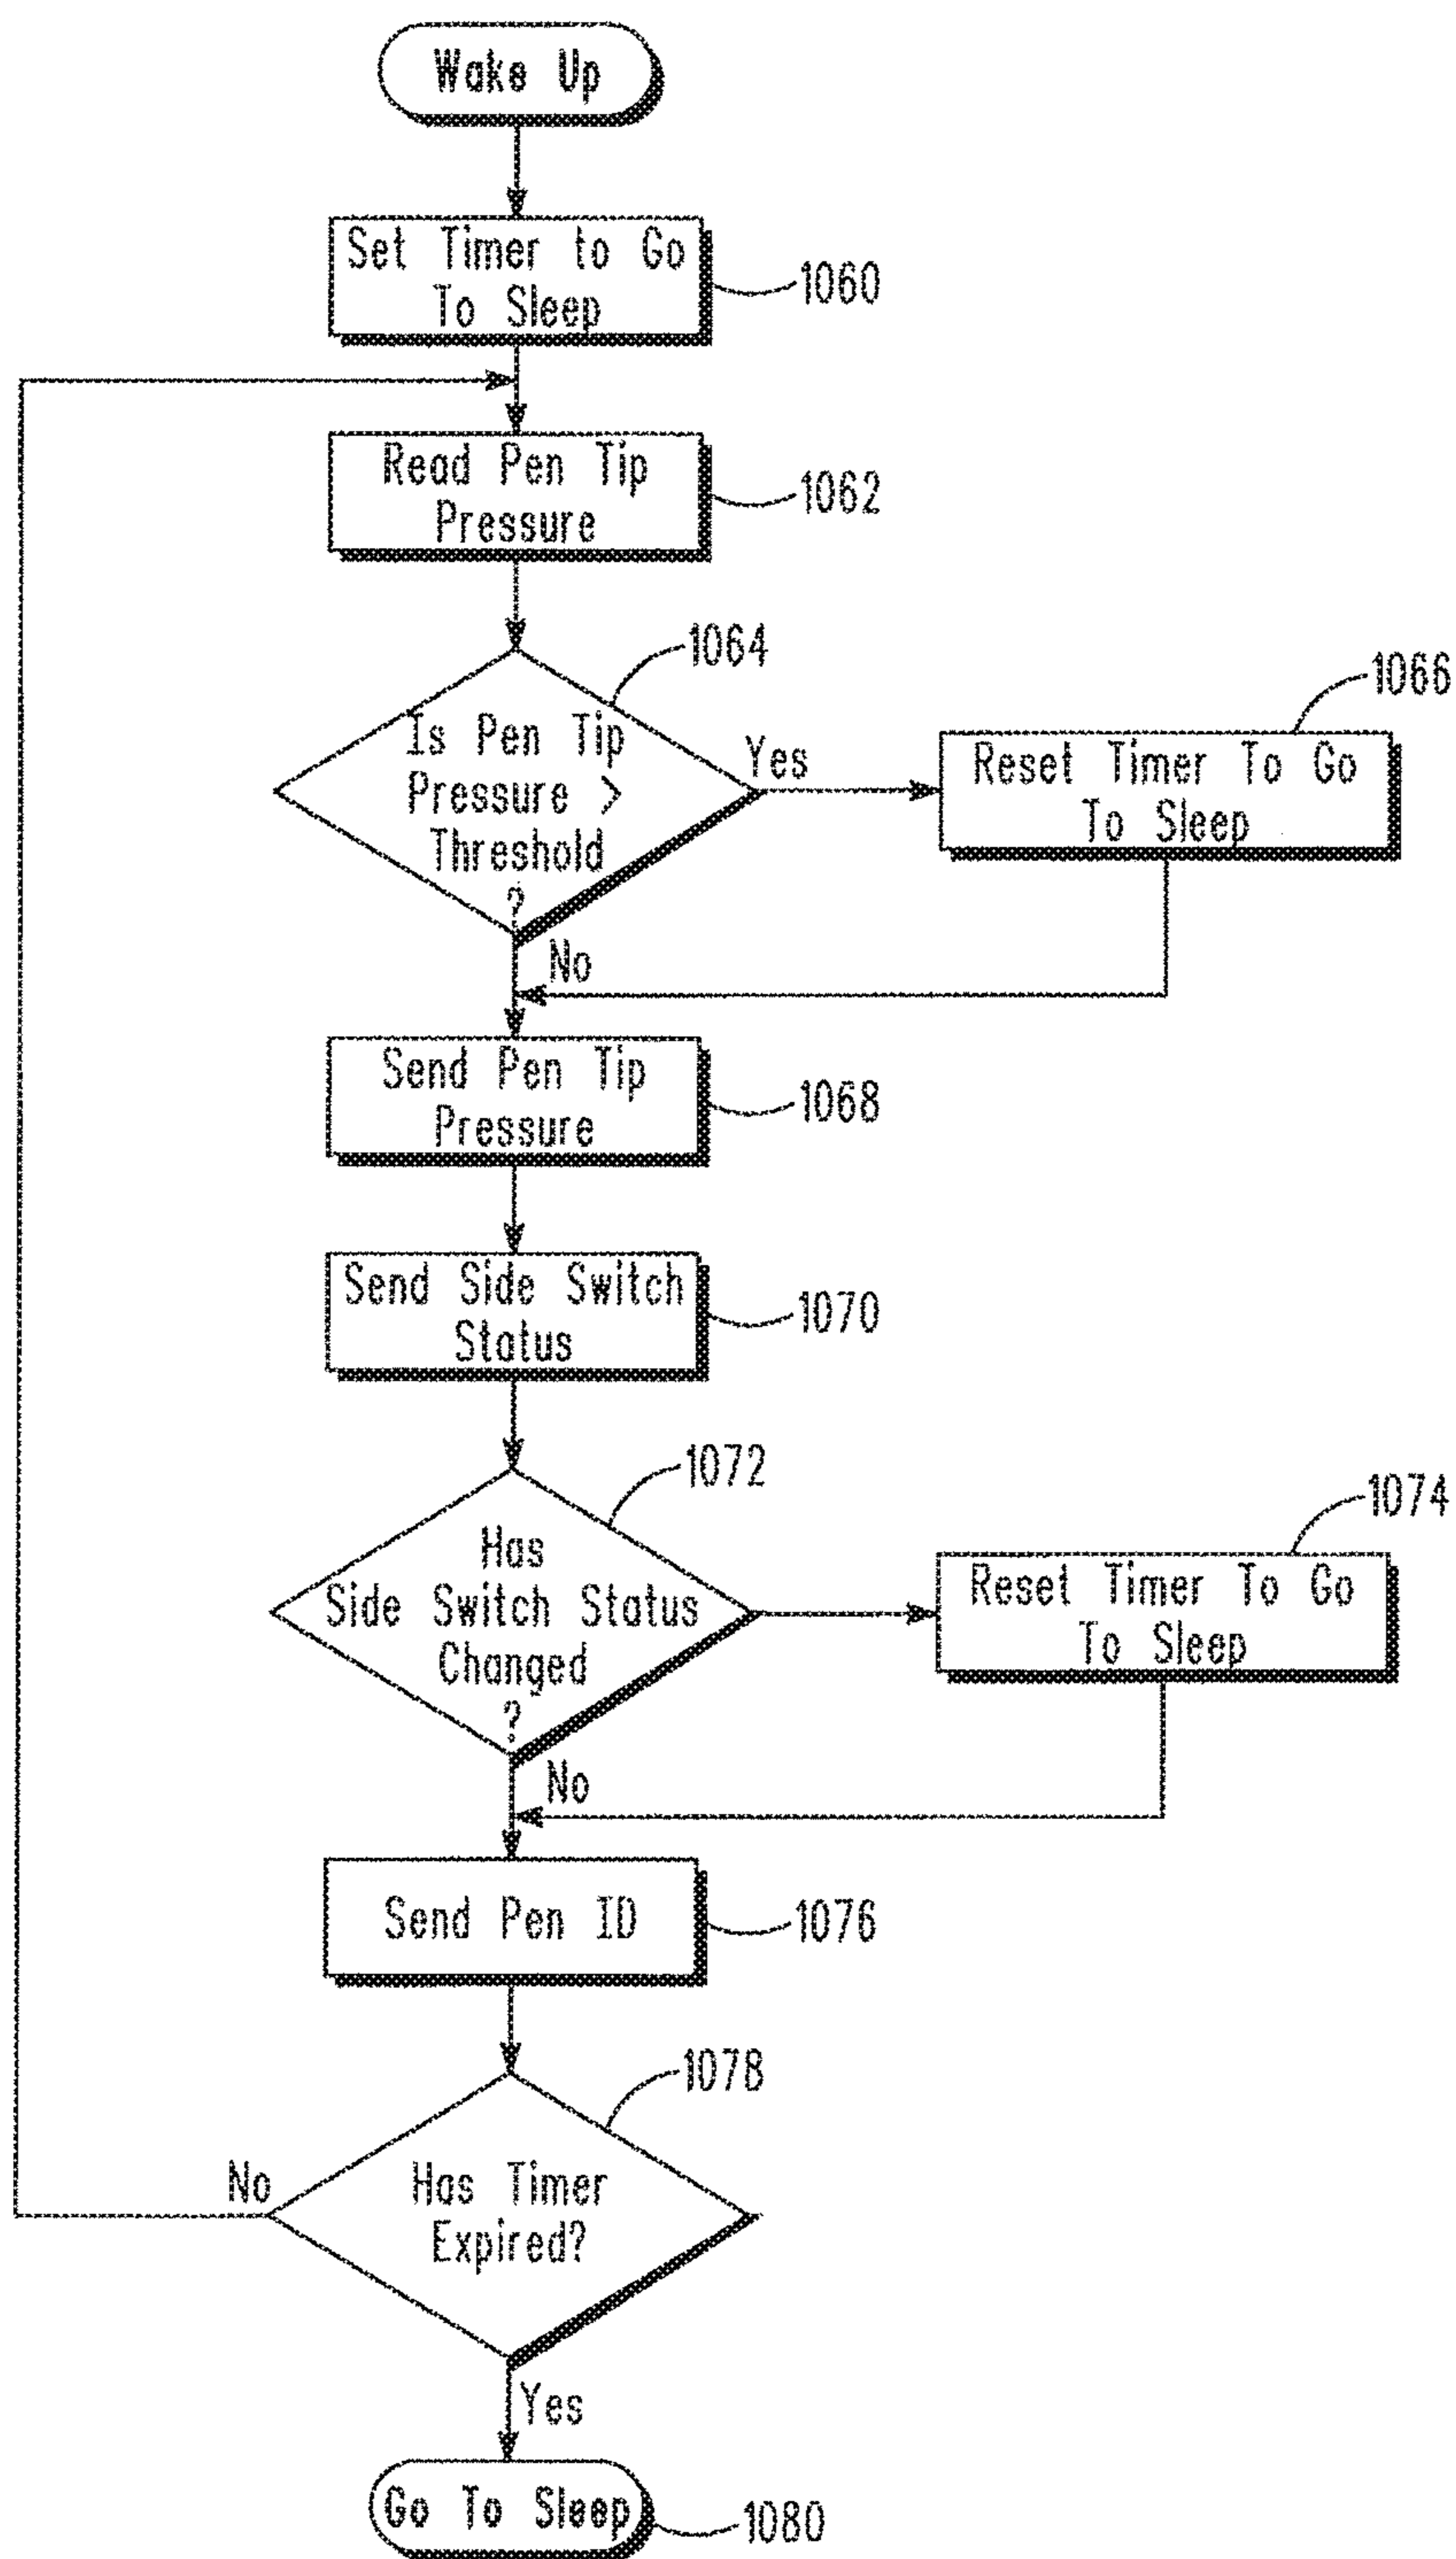 Wake Up
Set Timer to Go
To Sleep
1060
Read Pen Tip
Pressure
1062
1064
Is Pen Tip
Pressure >
Threshold
?
Yes
1066
Reset Timer To Go
To Sleep
No
Send Pen Tip
Pressure
1068
Send Side Switch
Status
1070
1072
Has
Side Switch Status
Changed
?
1074
Reset Timer To Go
To Sleep
No
Send Pen ID
1076
1078
Has Timer
Expired?
No
Yes
Go To Sleep
1080